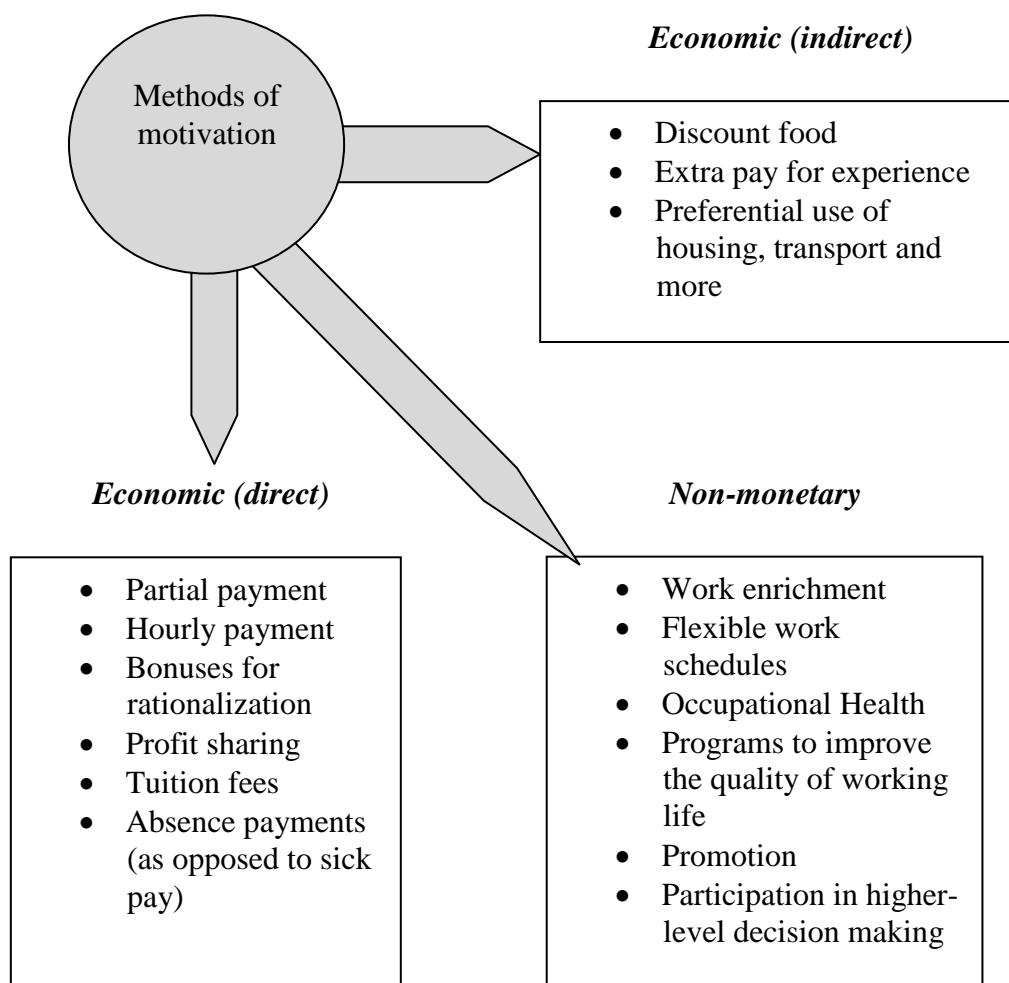 Methods of
motivation
Economic (indirect)
• Discount food
• Extra pay for experience
• Preferential use of
housing, transport and
more
Economic (direct)
• Partial payment
• Hourly payment
• Bonuses for
rationalization
• Profit sharing
• Tuition fees
• Absence payments
(as opposed to sick
pay)
Non-monetary
• Work enrichment
• Flexible work
schedules
• Occupational Health
• Programs to improve
the quality of working
life
• Promotion
• Participation in higher-
level decision making